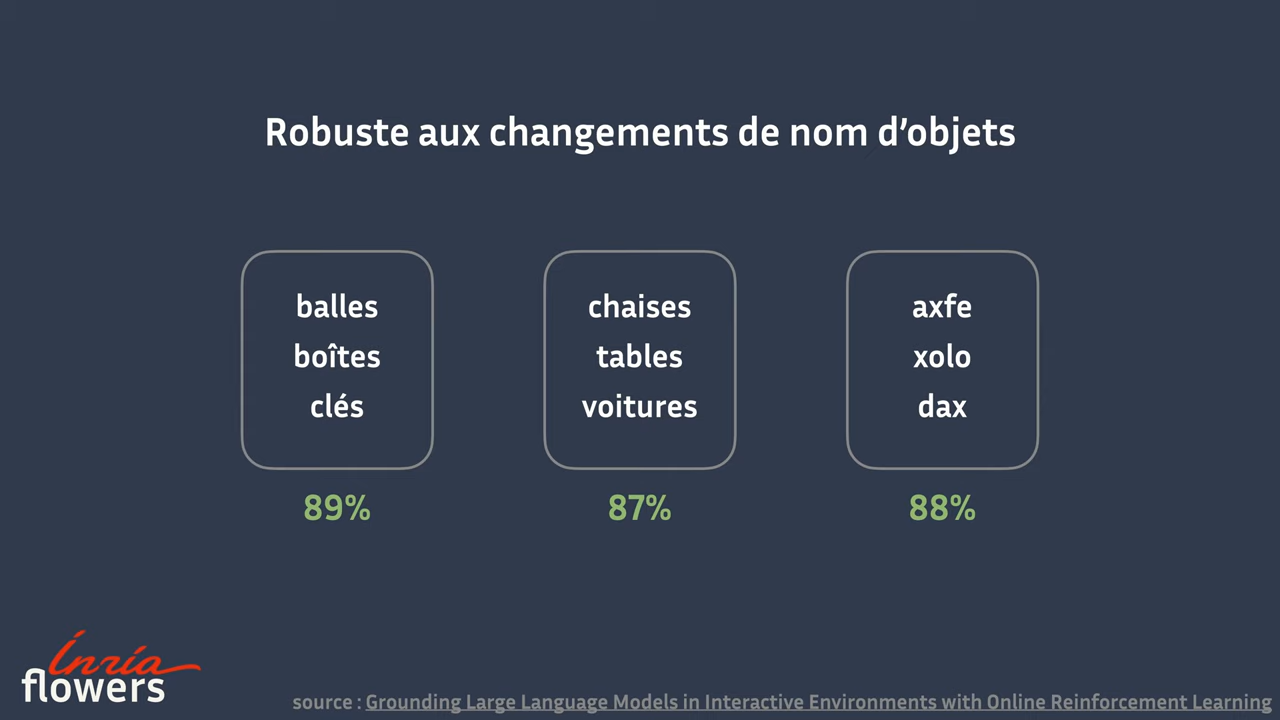 Robuste aux changements de nom d’objets
balles
boîtes
clés
89%
chaises
tables
voitures
87%
axfe
xolo
dax
88%
Inria
flowers
source : Grounding Large Language Models in Interactive Environments with Online Reinforcement Learning